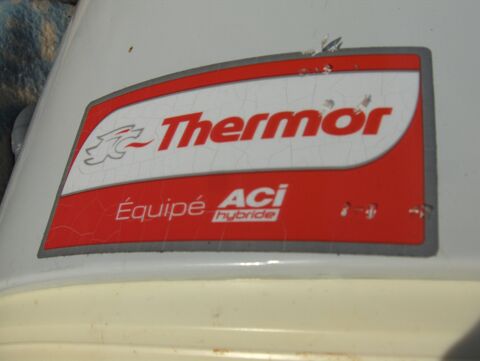 Thermor
Équipé ACi
hybride